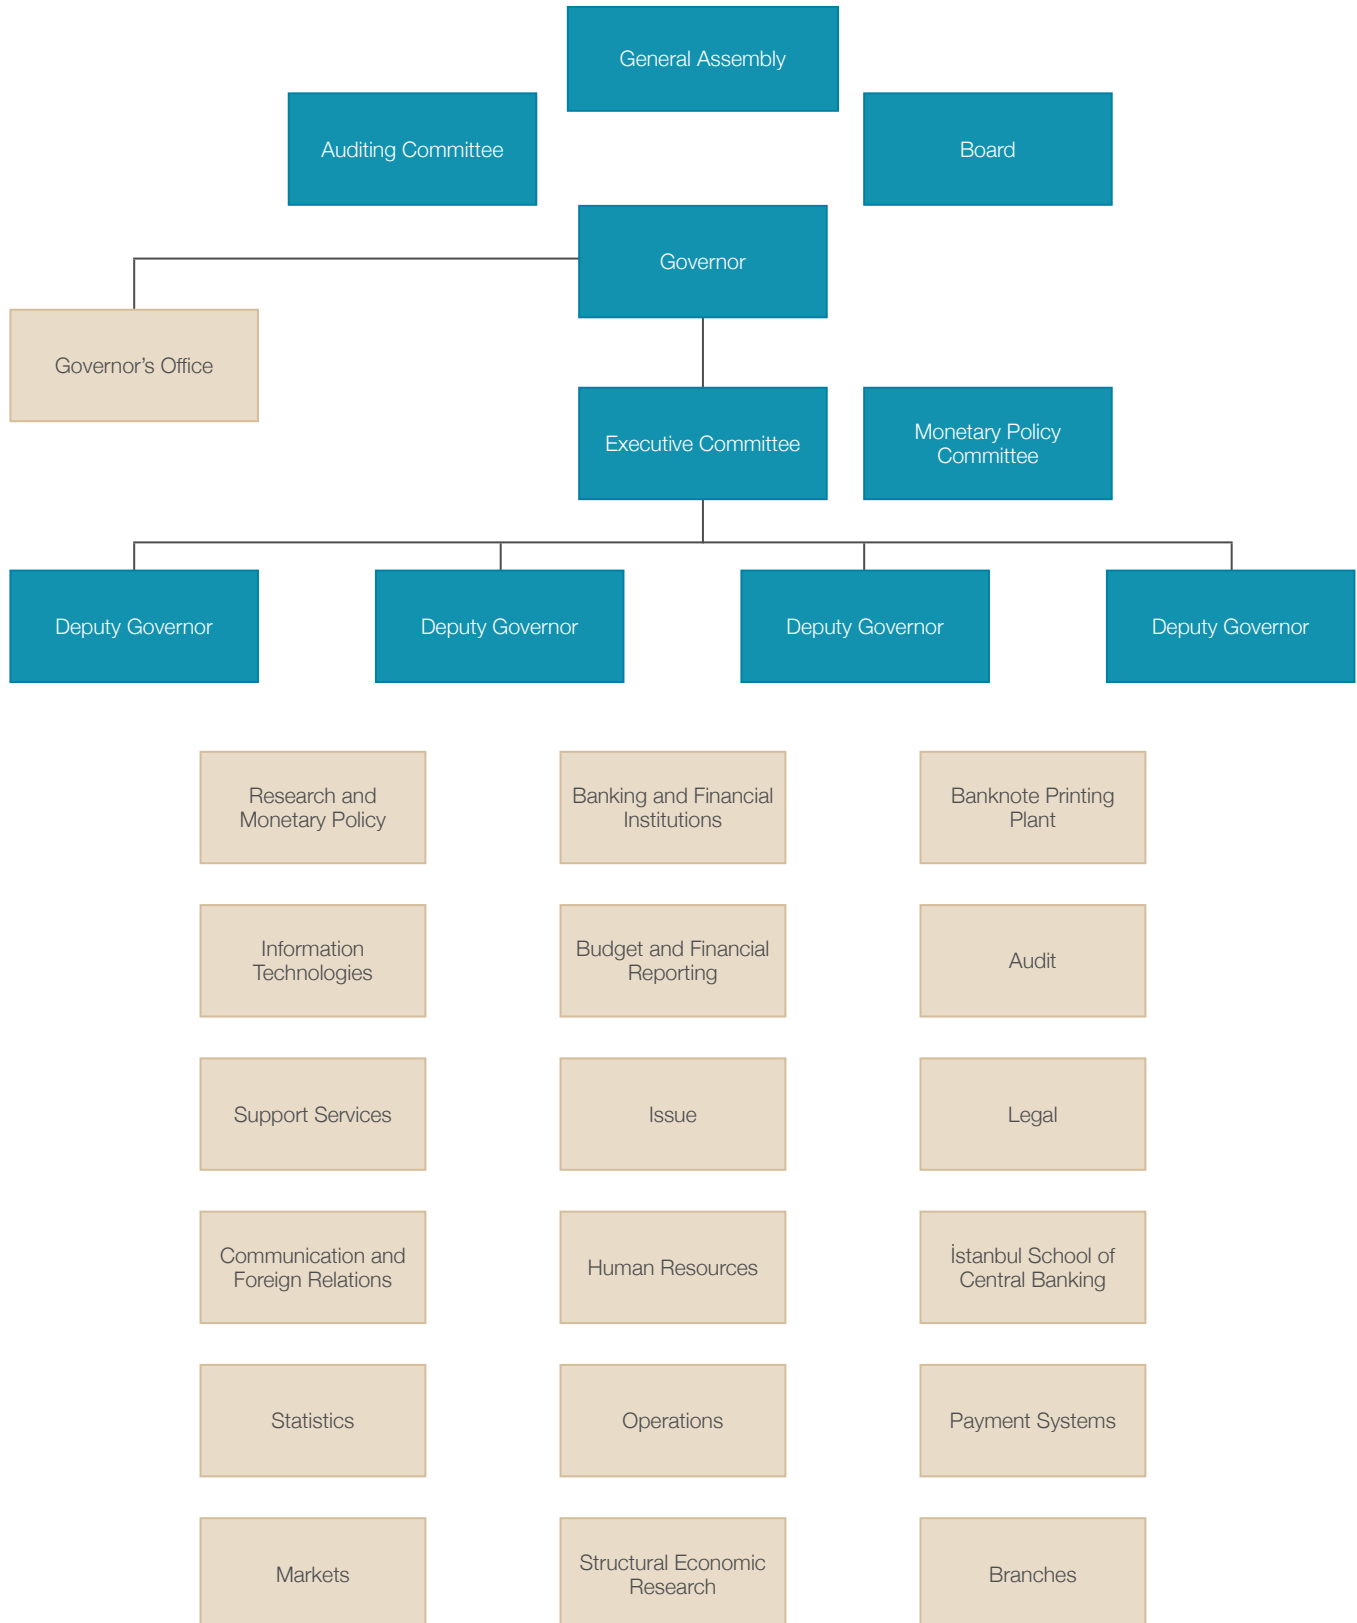 General Assembly
Auditing Committee
Board
Governor
Governor’s Office
Executive Committee
Monetary Policy
Committee
Deputy Governor
Deputy Governor
Deputy Governor
Deputy Governor
Research and
Monetary Policy
Banking and Financial
Institutions
Banknote Printing
Plant
Information
Technologies
Budget and Financial
Reporting
Audit
Support Services
Issue
Legal
Communication and
Foreign Relations
Human Resources
İstanbul School of
Central Banking
Statistics
Operations
Payment Systems
Markets
Structural Economic
Research
Branches